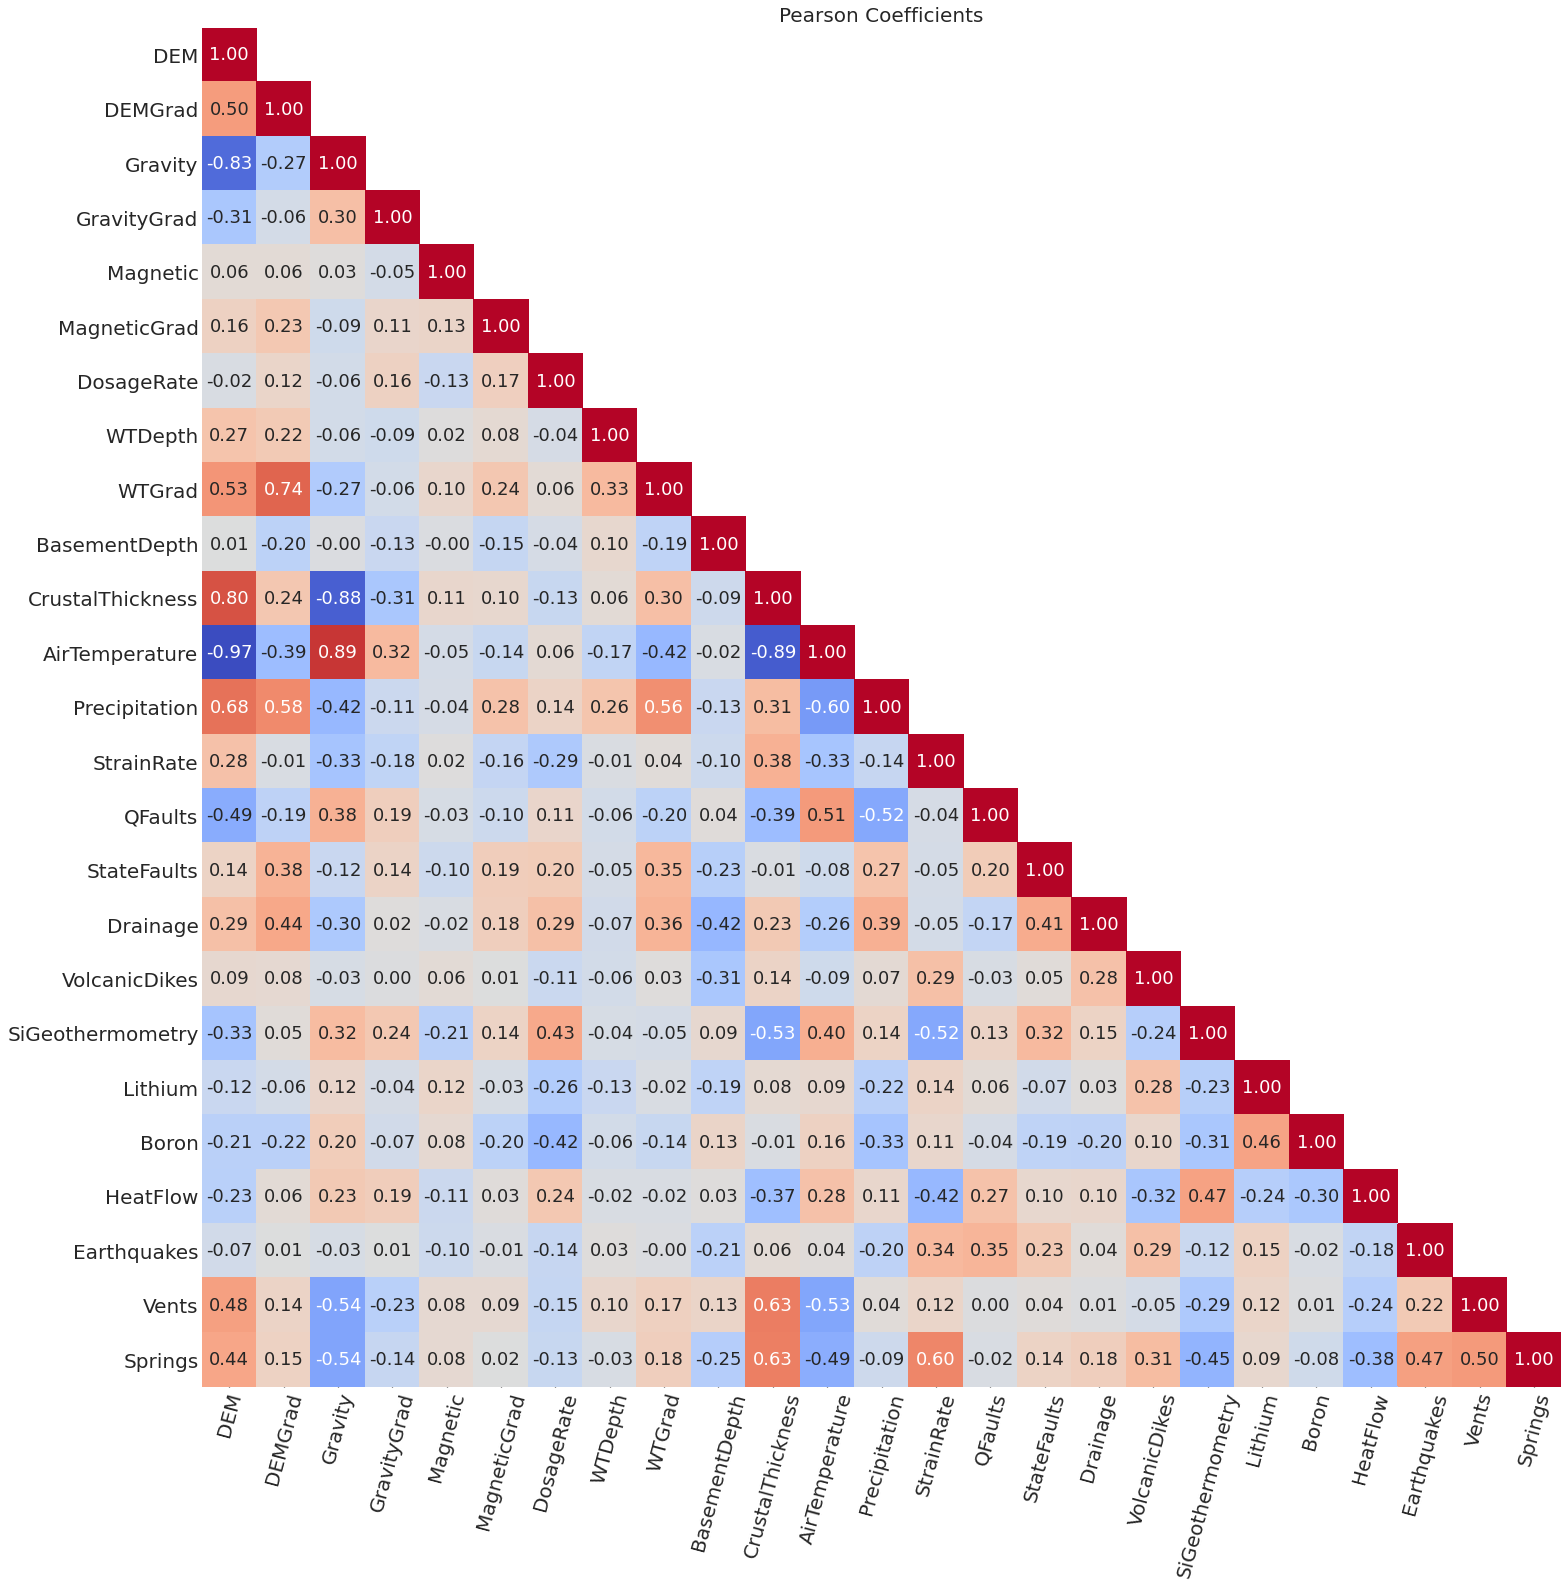 Pearson Coefficients
DEM 1.00
DEMGrad 0.50 1.00
Gravity -0.83 -0.27 1.00
GravityGrad -0.31 -0.06 0.30 1.00
Magnetic 0.06 0.06 0.03 -0.05 1.00
MagneticGrad 0.16 0.23 -0.09 0.11 0.13 1.00
DosageRate -0.02 0.12 -0.06 0.16 -0.13 0.17 1.00
WTDepth 0.27 0.22 -0.06 -0.09 0.02 0.08 -0.04 1.00
WTGrad 0.53 0.74 -0.27 -0.06 0.10 0.24 0.06 0.33 1.00
BasementDepth 0.01 -0.20 -0.00 -0.13 -0.00 -0.15 -0.04 0.10 -0.19 1.00
CrustalThickness 0.80 0.24 -0.88 -0.31 0.11 0.10 -0.13 0.06 0.30 -0.09 1.00
AirTemperature -0.97 -0.39 0.89 0.32 -0.05 -0.14 0.06 -0.17 -0.42 -0.02 -0.89 1.00
Precipitation 0.68 0.58 -0.42 -0.11 -0.04 0.28 0.14 0.26 0.56 -0.13 0.31 -0.60 1.00
StrainRate 0.28 -0.01 -0.33 -0.18 0.02 -0.16 -0.29 -0.01 0.04 -0.10 0.38 -0.33 -0.14 1.00
QFaults -0.49 -0.19 0.38 0.19 -0.03 -0.10 0.11 -0.06 -0.20 0.04 -0.39 0.51 -0.52 -0.04 1.00
StateFaults 0.14 0.38 -0.12 0.14 -0.10 0.19 0.20 -0.05 0.35 -0.23 -0.01 -0.08 0.27 -0.05 0.20 1.00
Drainage 0.29 0.44 -0.30 0.02 -0.02 0.18 0.29 -0.07 0.36 -0.42 0.23 -0.26 0.39 -0.05 -0.17 0.41 1.00
VolcanicDikes 0.09 0.08 -0.03 0.00 0.06 0.01 -0.11 -0.06 0.03 -0.31 0.14 -0.09 0.07 0.29 -0.03 0.05 0.28 1.00
SiGeothermometry -0.33 0.05 0.32 0.24 -0.21 0.14 0.43 -0.04 -0.05 0.09 -0.53 0.40 0.14 -0.52 0.13 0.32 0.15 -0.24 1.00
Lithium -0.12 -0.06 0.12 -0.04 0.12 -0.03 -0.26 -0.13 -0.02 -0.19 0.08 0.09 -0.22 0.14 0.06 -0.07 0.03 0.28 -0.23 1.00
Boron -0.21 -0.22 0.20 -0.07 0.08 -0.20 -0.42 -0.06 -0.14 0.13 -0.01 0.16 -0.33 0.11 -0.04 -0.19 -0.20 0.10 -0.31 0.46 1.00
HeatFlow -0.23 0.06 0.23 0.19 -0.11 0.03 0.24 -0.02 -0.02 0.03 -0.37 0.28 0.11 -0.42 0.27 0.10 0.10 -0.32 0.47 -0.24 -0.30 1.00
Earthquakes -0.07 0.01 -0.03 0.01 -0.10 -0.01 -0.14 0.03 -0.00 -0.21 0.06 0.04 -0.20 0.34 0.35 0.23 0.04 0.29 -0.12 0.15 -0.02 -0.18 1.00
Vents 0.48 0.14 -0.54 -0.23 0.08 0.09 -0.15 0.10 0.17 0.13 0.63 -0.53 0.04 0.12 0.00 0.04 0.01 -0.05 -0.29 0.12 0.01 -0.24 0.22 1.00
Springs 0.44 0.15 -0.54 -0.14 0.08 0.02 -0.13 -0.03 0.18 -0.25 0.63 -0.49 -0.09 0.60 -0.02 0.14 0.18 0.31 -0.45 0.09 -0.08 -0.38 0.47 0.50 1.00
DEM DEMGrad Gravity GravityGrad Magnetic MagneticGrad DosageRate WTDepth WTGrad BasementDepth CrustalThickness AirTemperature Precipitation StrainRate QFaults StateFaults Drainage VolcanicDikes SiGeothermometry Lithium Boron HeatFlow Earthquakes Vents Springs